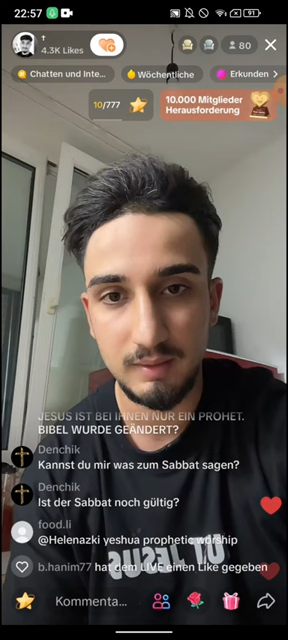 22:57
91
†
4.3K Likes
80
Chatten und Inte...
Wöchentliche
Erkunden
10/777
10.000 Mitglieder
Herausforderung
JESUS IST BEI IHNEN NUR EIN PROHET.
BIBEL WURDE GEÄNDERT?
Denchik
Kannst du mir was zum Sabbat sagen?
Denchik
Ist der Sabbat noch gültig?
food.li
@Helenazki yeshua prophetic worship
b.hanim77 hat dem LIVE einen Like gegeben
JESUS
Kommenta...